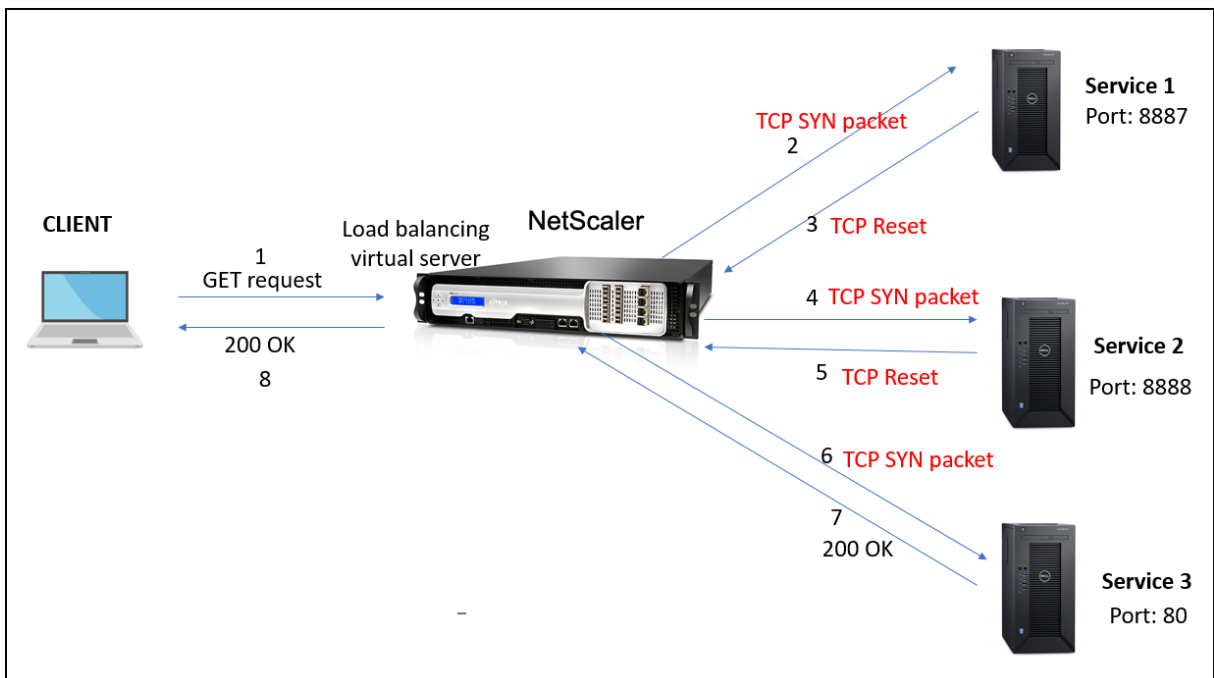 Service 1
Port: 8887
TCP SYN packet
2
CLIENT
Load balancing
virtual server
NetScaler
3 TCP Reset
1
GET request
4 TCP SYN packet
200 OK
8
5 TCP Reset
Service 2
Port: 8888
6 TCP SYN packet
7
200 OK
Service 3
Port: 80
–